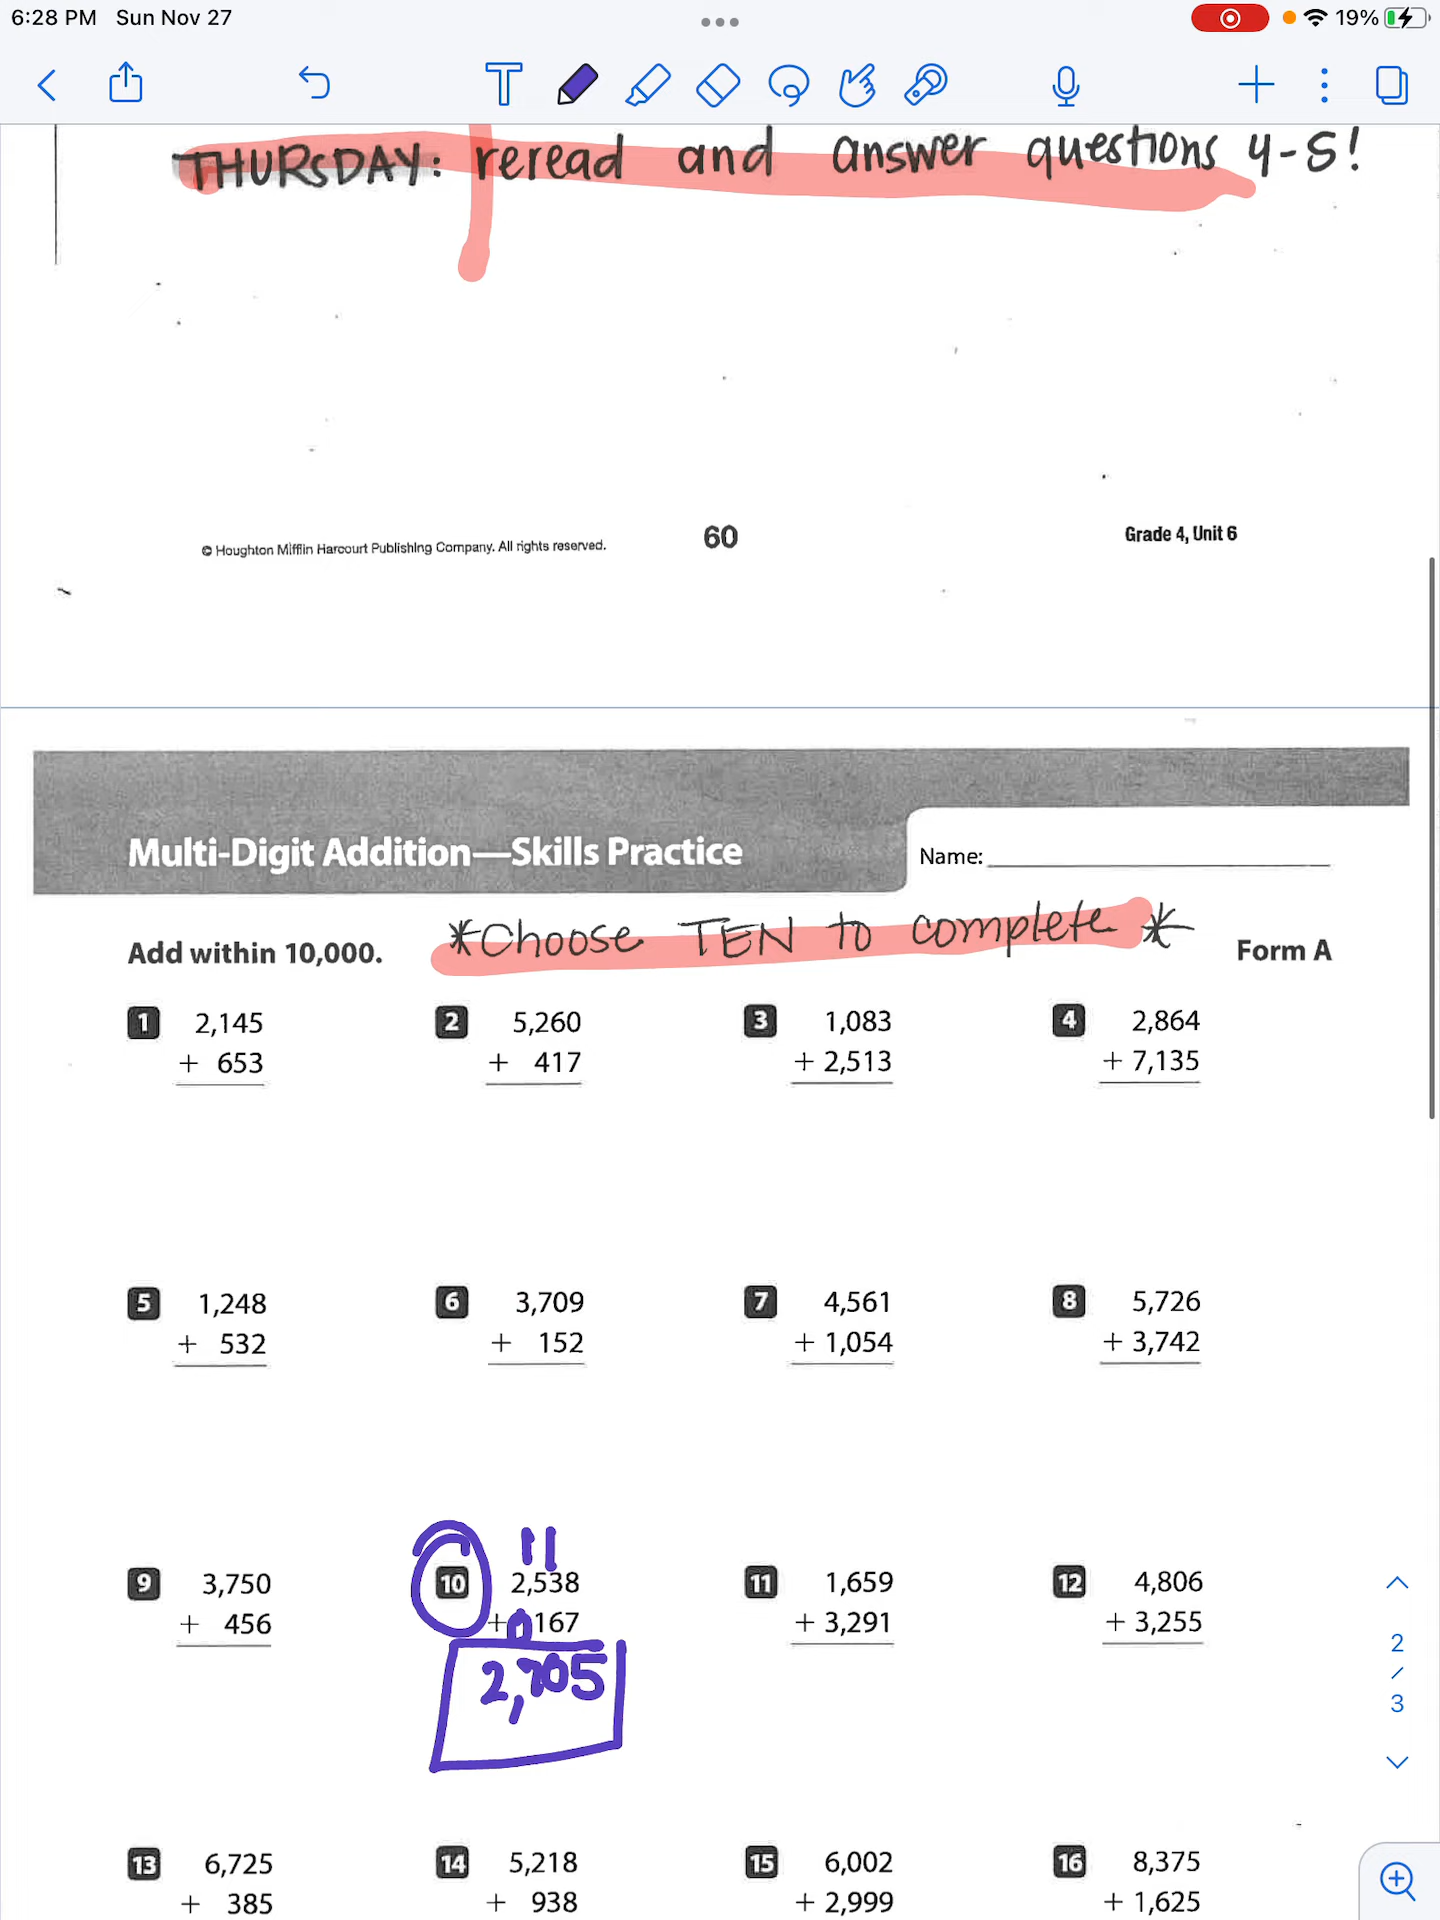 6:28 PM Sun Nov 27
19%
T
THURSDAY: reread and answer questions 4-5!
© Houghton Mifflin Harcourt Publishing Company. All rights reserved.
60
Grade 4, Unit 6
Multi-Digit Addition—Skills Practice
Name:
Add within 10,000.
*Choose TEN to complete*
Form A
1 2,145 2 5,260 3 1,083 4 2,864
+ 653 + 417 + 2,513 + 7,135
5 1,248 6 3,709 7 4,561 8 5,726
+ 532 + 152 + 1,054 + 3,742
11
9 3,750 10 2,538 11 1,659 12 4,806
+ 456 + 0167 + 3,291 + 3,255
2,705
2
/
3
13 6,725 14 5,218 15 6,002 16 8,375
+ 385 + 938 + 2,999 + 1,625